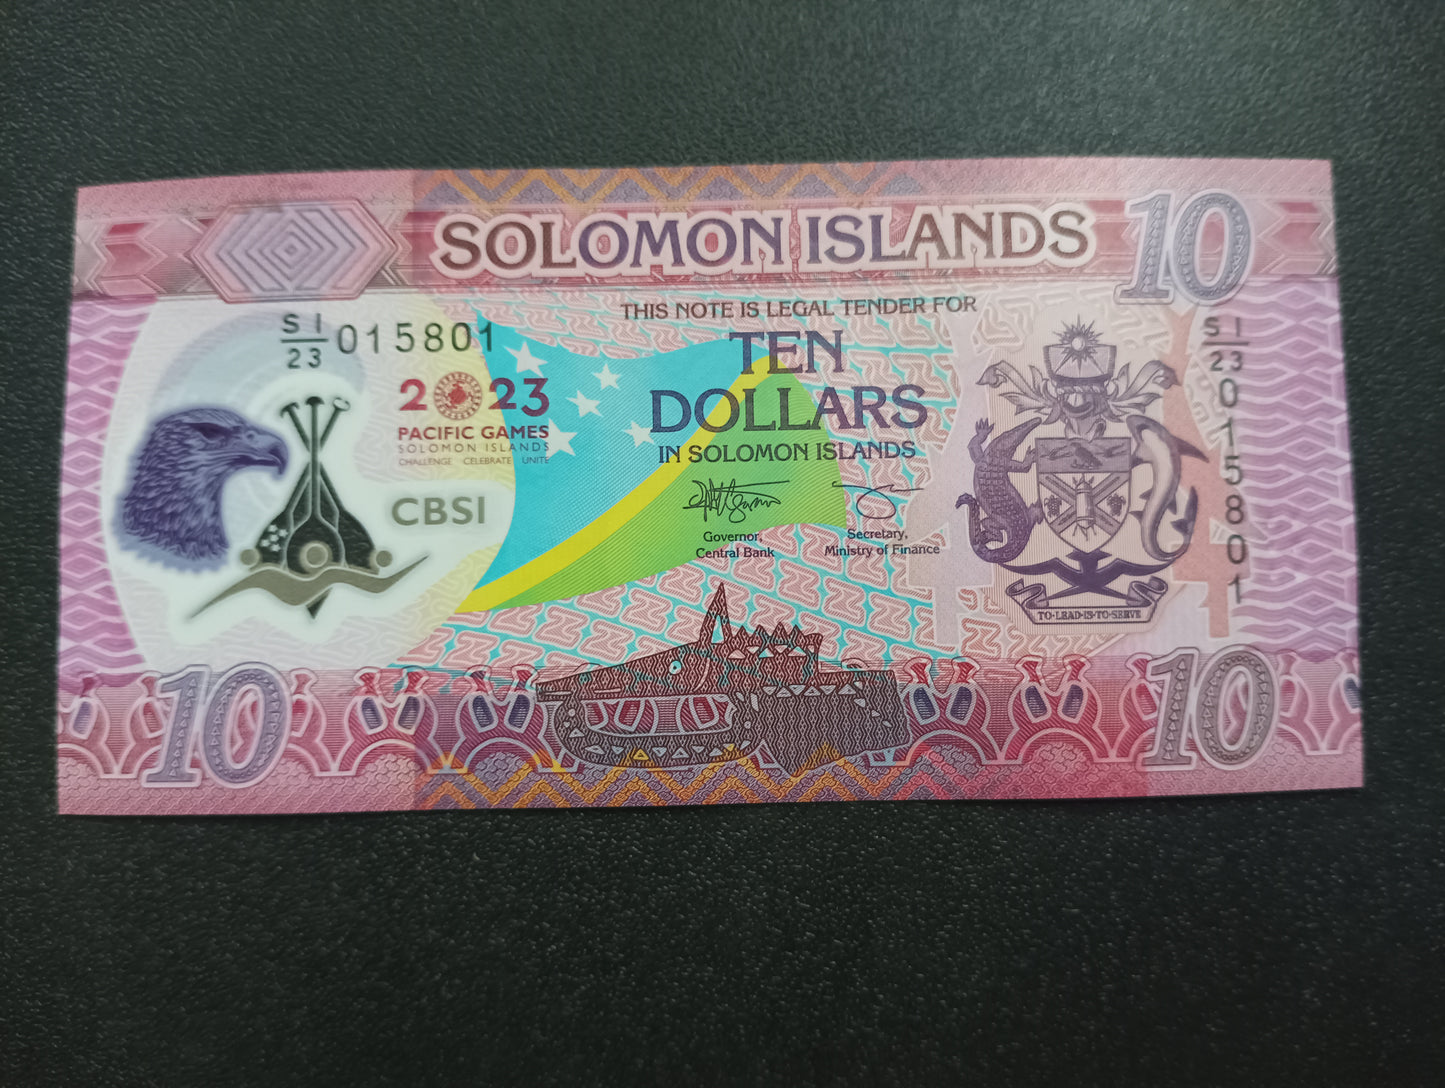 SOLOMON ISLANDS
10
THIS NOTE IS LEGAL TENDER FOR
TEN
DOLLARS
IN SOLOMON ISLANDS
SI
23
015801
2023
PACIFIC GAMES
SOLOMON ISLANDS
CHALLENGE CELEBRATE UNITE
CBSI
Governor,
Central Bank
Secretary,
Ministry of Finance
SI
23
015801
TO·LEAD·IS·TO·SERVE
10
10